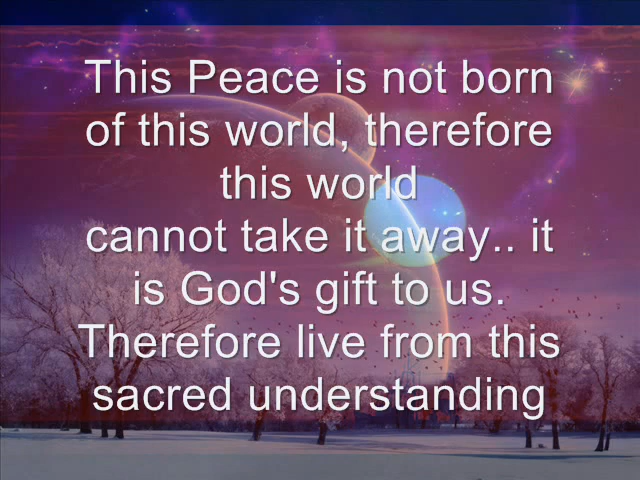 This Peace is not born
of this world, therefore
this world
cannot take it away.. it
is God's gift to us.
Therefore live from this
sacred understanding